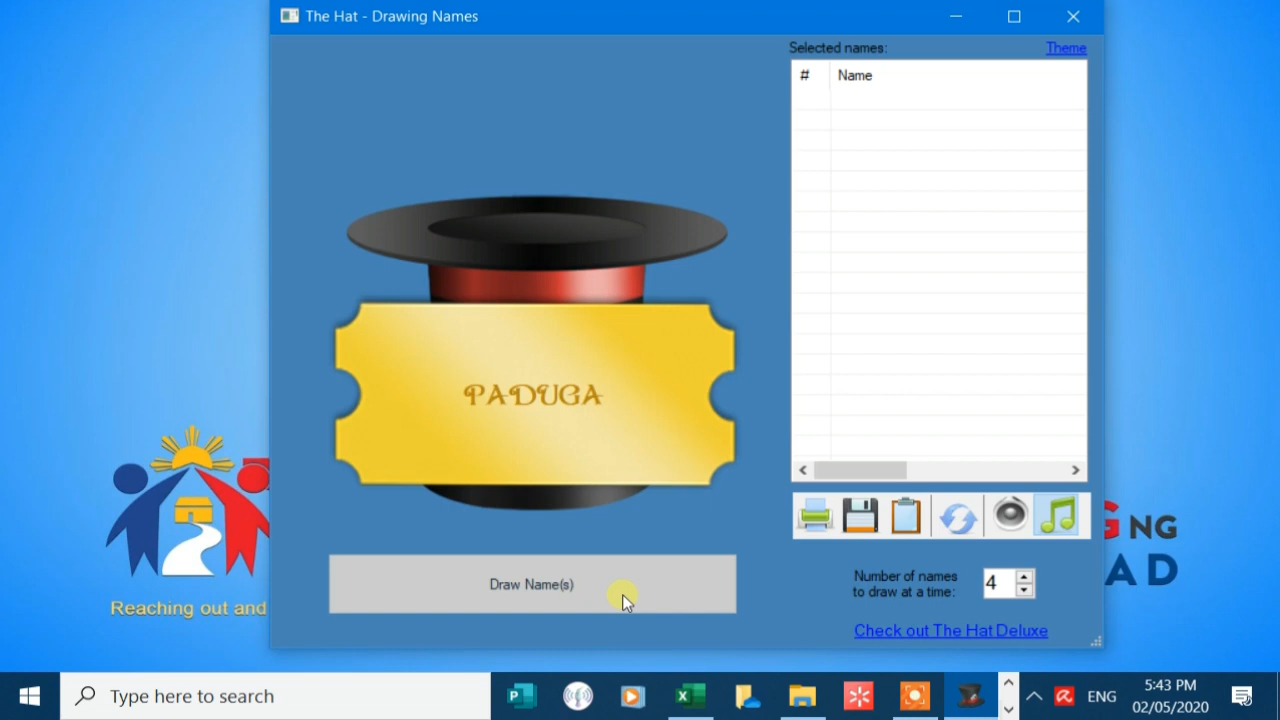 The Hat - Drawing Names
Selected names:
Theme
# Name
PADUGA
Draw Name(s)
Number of names
to draw at a time:
4
Check out The Hat Deluxe
Reaching out and
G NG
AD
Type here to search
ENG
5:43 PM
02/05/2020